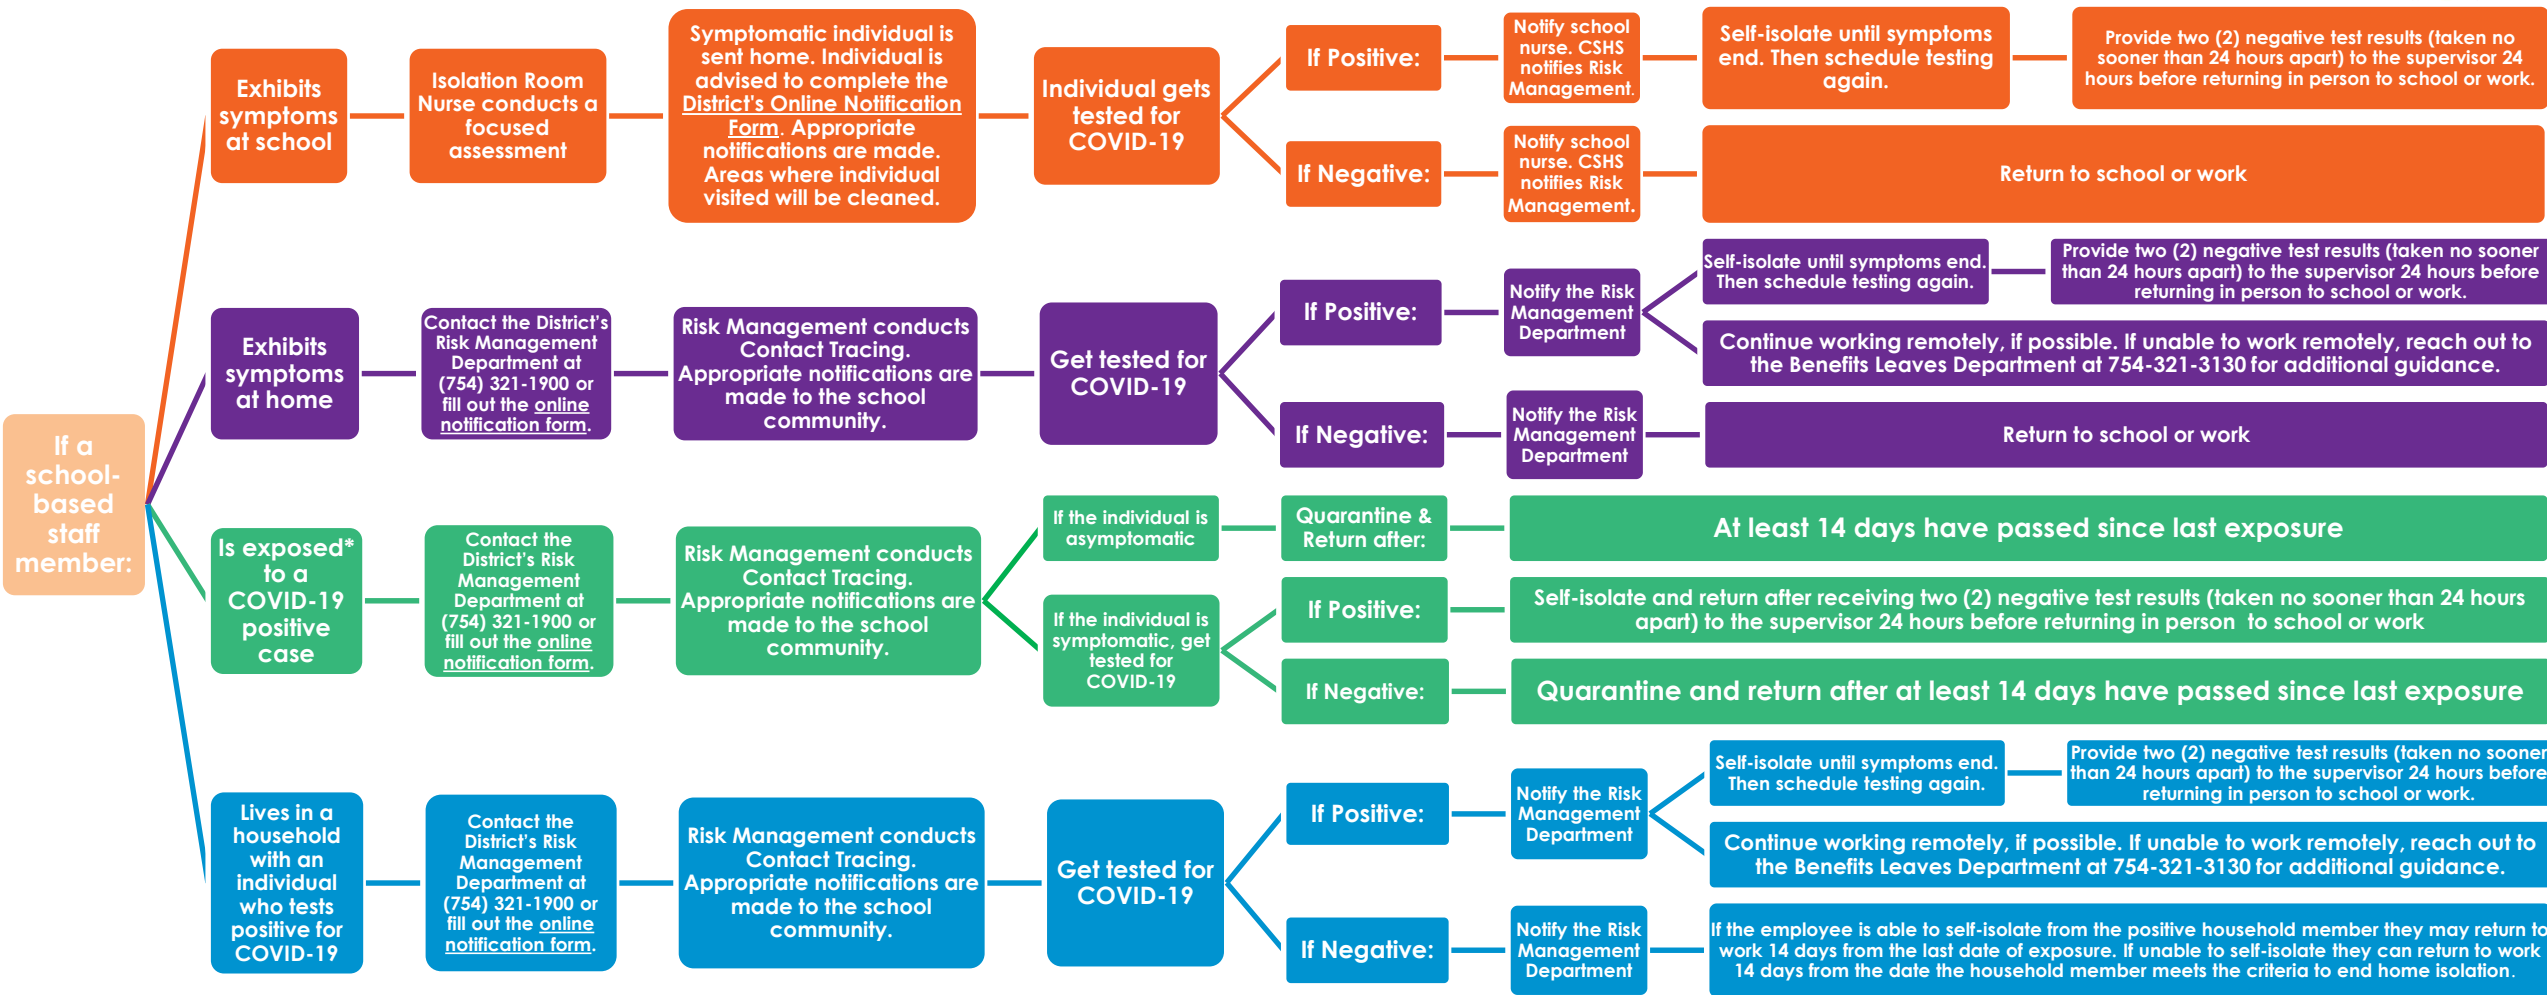 If a
school-
based
staff
member:
Exhibits
symptoms
at school
Isolation Room
Nurse conducts a
focused
assessment
Symptomatic individual is
sent home. Individual is
advised to complete the
District's Online Notification
Form. Appropriate
notifications are made.
Areas where individual
visited will be cleaned.
Individual gets
tested for
COVID-19
If Positive:
Notify school
nurse. CSHS
notifies Risk
Management.
Self-isolate until symptoms
end. Then schedule testing
again.
Provide two (2) negative test results (taken no
sooner than 24 hours apart) to the supervisor 24
hours before returning in person to school or work.
If Negative:
Notify school
nurse. CSHS
notifies Risk
Management.
Return to school or work
Exhibits
symptoms
at home
Contact the District's
Risk Management
Department at
(754) 321-1900 or
fill out the online
notification form.
Risk Management conducts
Contact Tracing.
Appropriate notifications are
made to the school
community.
Get tested for
COVID-19
If Positive:
Notify the Risk
Management
Department
Self-isolate until symptoms end.
Then schedule testing again.
Provide two (2) negative test results (taken no sooner
than 24 hours apart) to the supervisor 24 hours before
returning in person to school or work.
Continue working remotely, if possible. If unable to work remotely, reach out to
the Benefits Leaves Department at 754-321-3130 for additional guidance.
If Negative:
Notify the Risk
Management
Department
Return to school or work
Is exposed*
to a
COVID-19
positive
case
Contact the
District's Risk
Management
Department at
(754) 321-1900 or
fill out the online
notification form.
Risk Management conducts
Contact Tracing.
Appropriate notifications are
made to the school
community.
If the individual is
asymptomatic
Quarantine &
Return after:
At least 14 days have passed since last exposure
If the individual is
symptomatic, get
tested for
COVID-19
If Positive:
Self-isolate and return after receiving two (2) negative test results (taken no sooner than 24 hours
apart) to the supervisor 24 hours before returning in person to school or work
If Negative:
Quarantine and return after at least 14 days have passed since last exposure
Lives in a
household
with an
individual
who tests
positive for
COVID-19
Contact the
District's Risk
Management
Department at
(754) 321-1900 or
fill out the online
notification form.
Risk Management conducts
Contact Tracing.
Appropriate notifications are
made to the school
community.
Get tested for
COVID-19
If Positive:
Notify the Risk
Management
Department
Self-isolate until symptoms end.
Then schedule testing again.
Provide two (2) negative test results (taken no sooner
than 24 hours apart) to the supervisor 24 hours before
returning in person to school or work.
Continue working remotely, if possible. If unable to work remotely, reach out to
the Benefits Leaves Department at 754-321-3130 for additional guidance.
If Negative:
Notify the Risk
Management
Department
If the employee is able to self-isolate from the positive household member they may return to
work 14 days from the last date of exposure. If unable to self-isolate they can return to work
14 days from the date the household member meets the criteria to end home isolation.